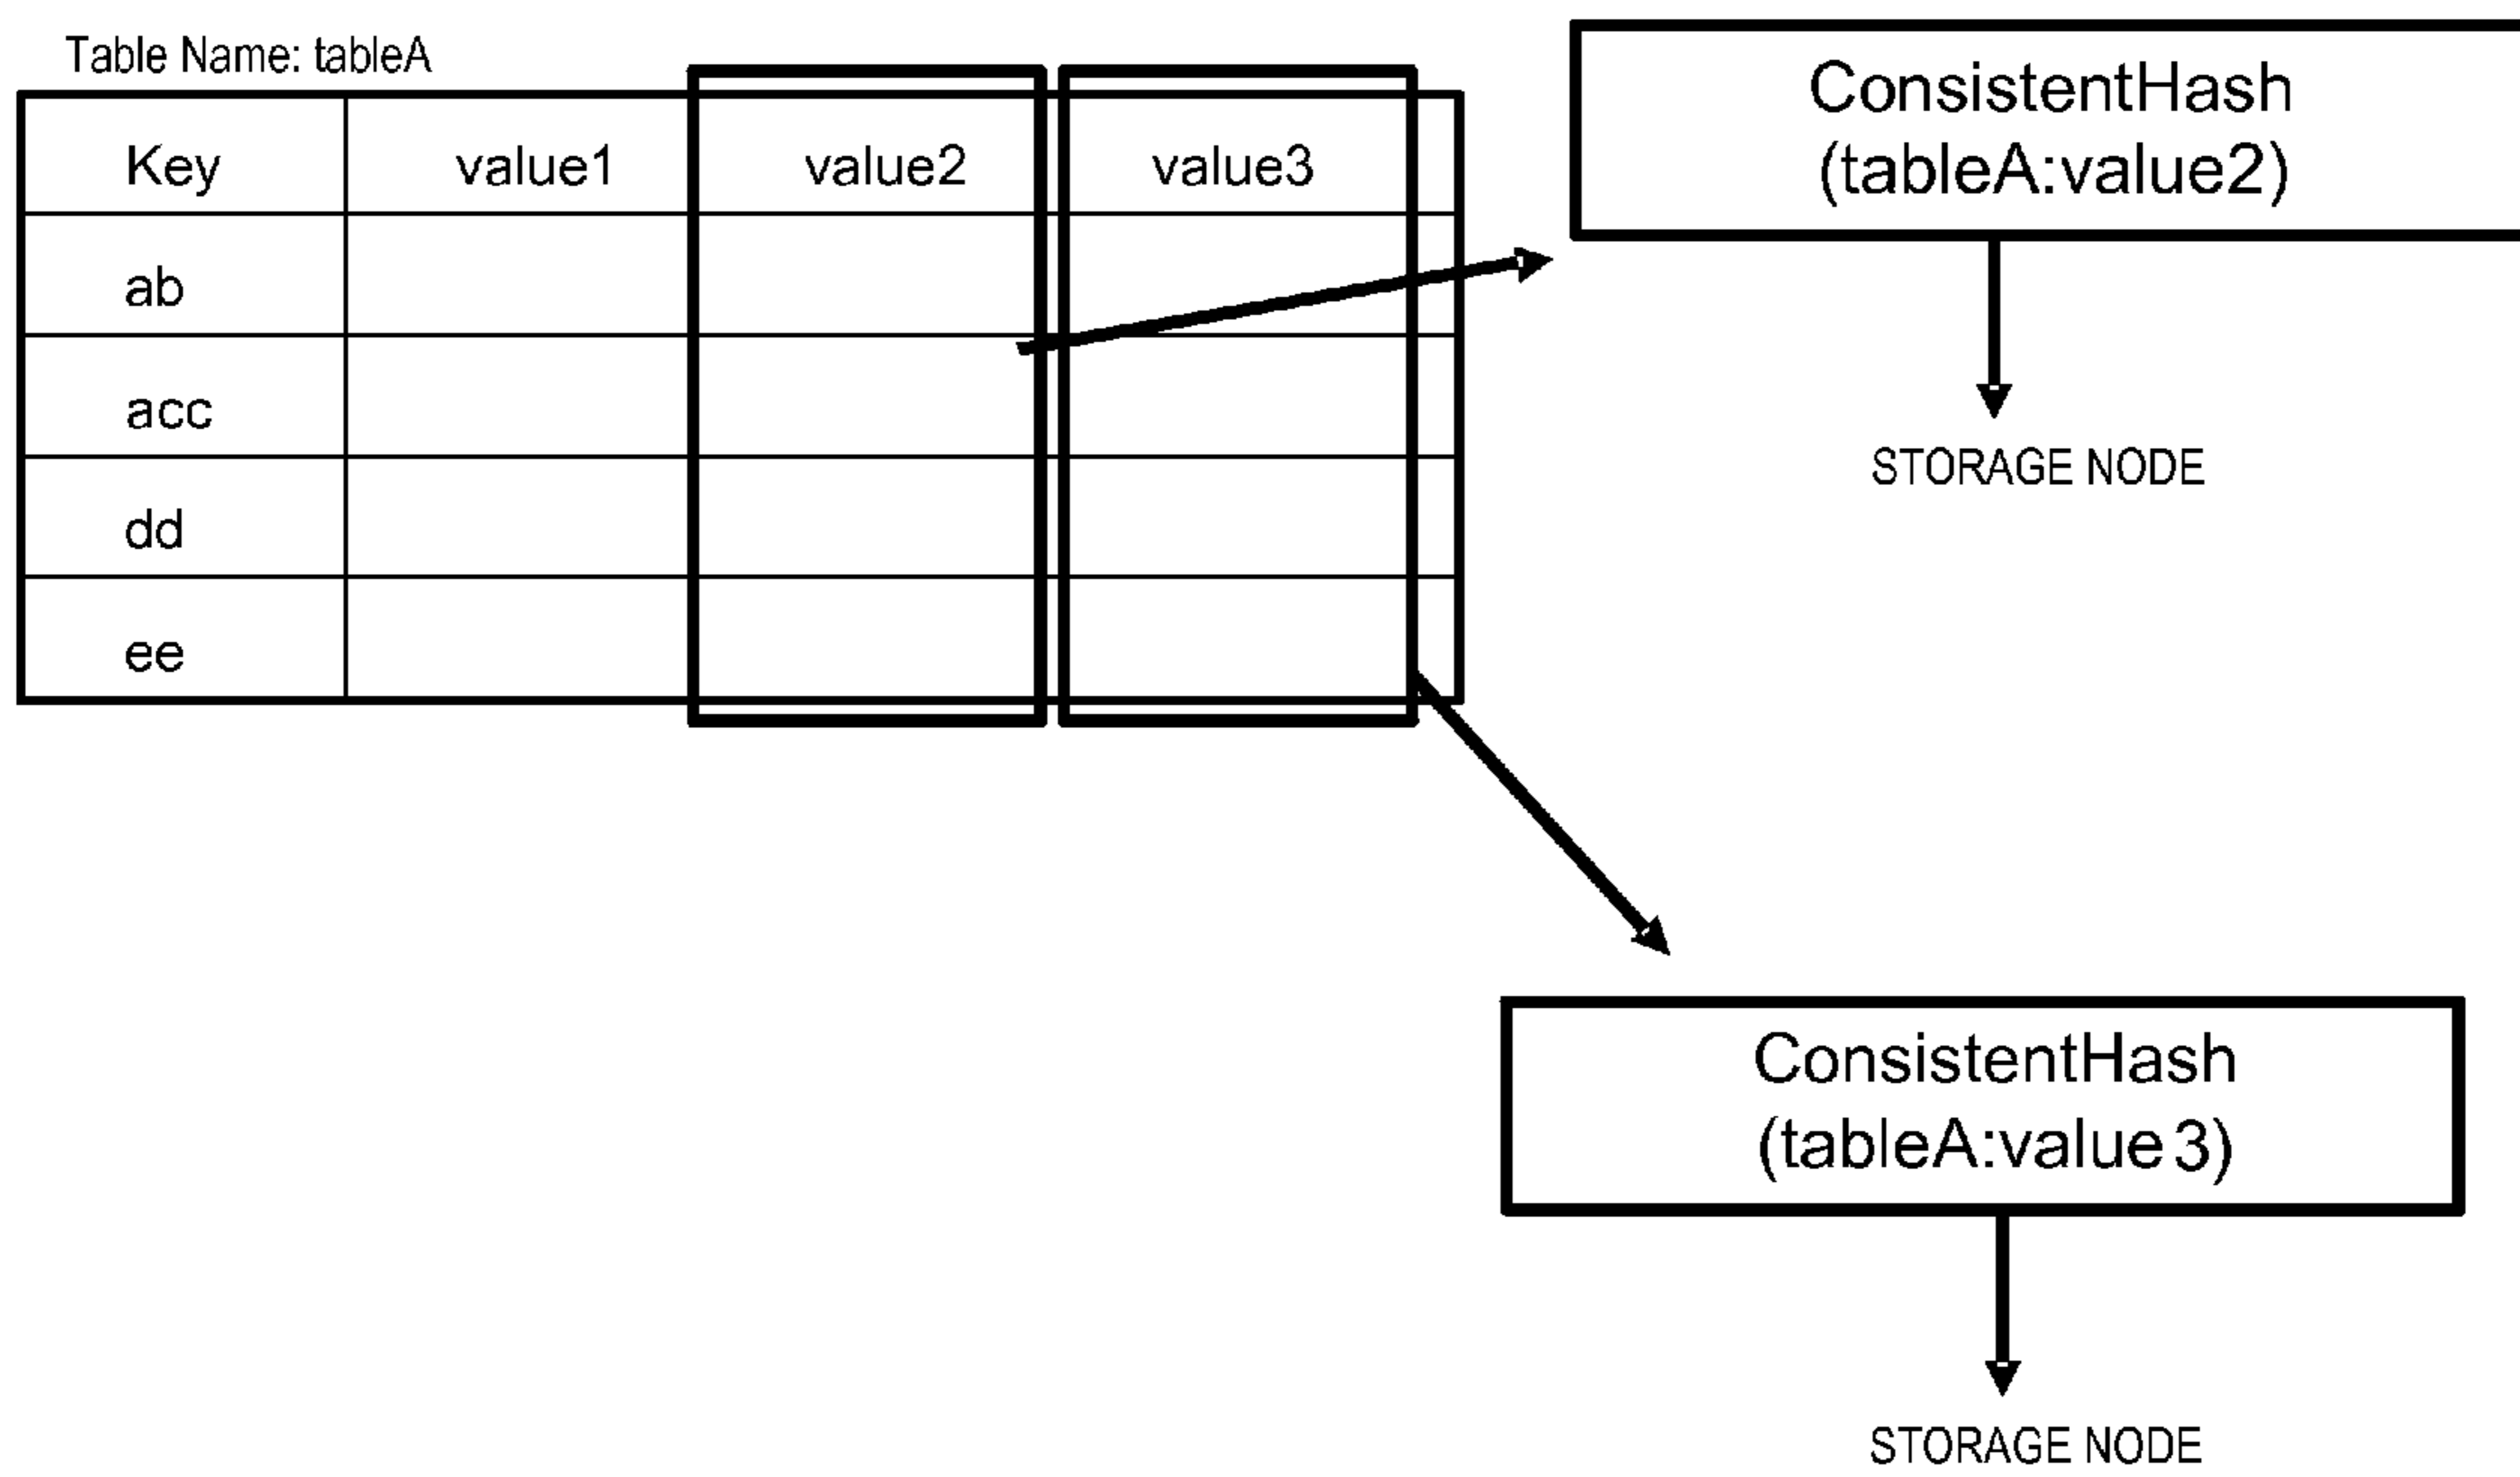 Table Name: tableA
Key value1 value2 value3
ab
acc
dd
ee
ConsistentHash
(tableA:value2)
STORAGE NODE
ConsistentHash
(tableA:value3)
STORAGE NODE